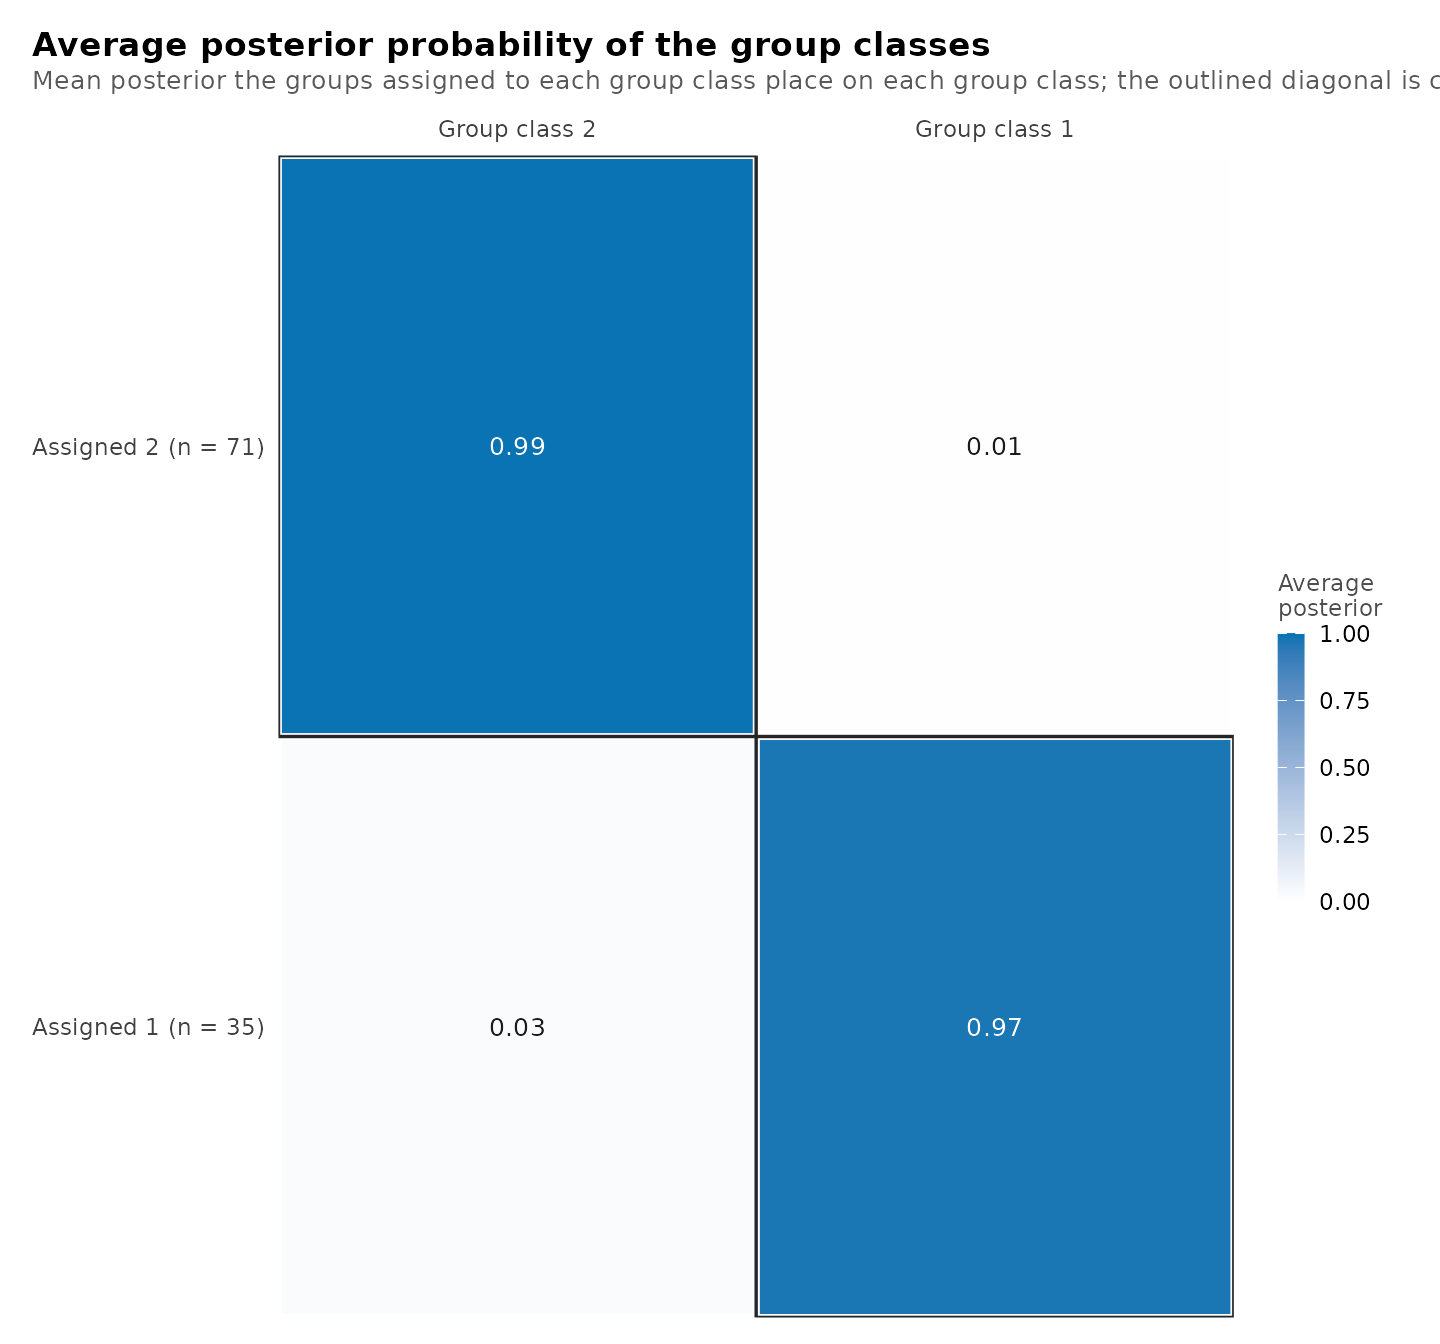 Average posterior probability of the group classes
Mean posterior the groups assigned to each group class place on each group class; the outlined diagonal is c
Group class 2 Group class 1
Assigned 2 (n = 71) 0.99 0.01
Average
posterior
1.00
0.75
0.50
0.25
0.00
Assigned 1 (n = 35) 0.03 0.97